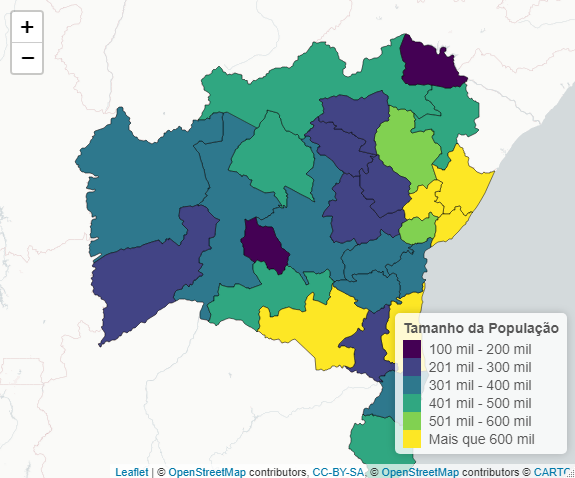 +
−
Tamanho da População
100 mil - 200 mil
201 mil - 300 mil
301 mil - 400 mil
401 mil - 500 mil
501 mil - 600 mil
Mais que 600 mil
Leaflet | © OpenStreetMap contributors, CC-BY-SA, © OpenStreetMap contributors © CARTO